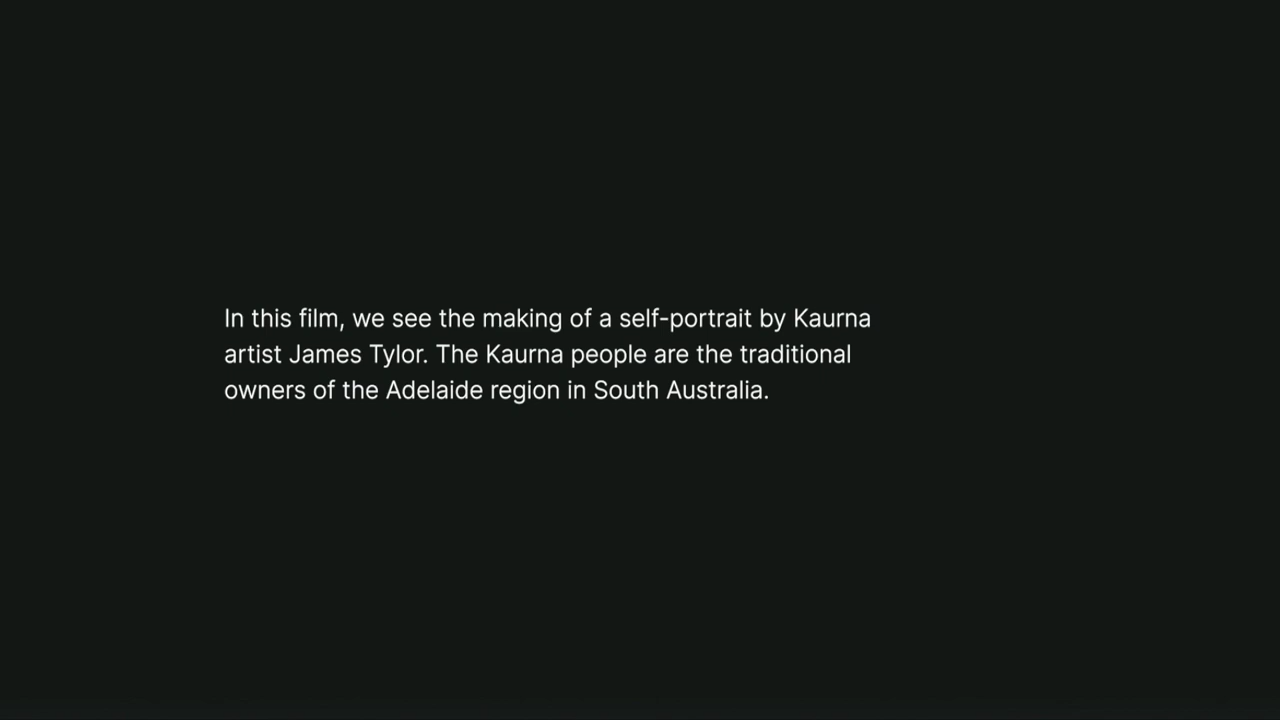 In this film, we see the making of a self-portrait by Kaurna
artist James Tylor. The Kaurna people are the traditional
owners of the Adelaide region in South Australia.